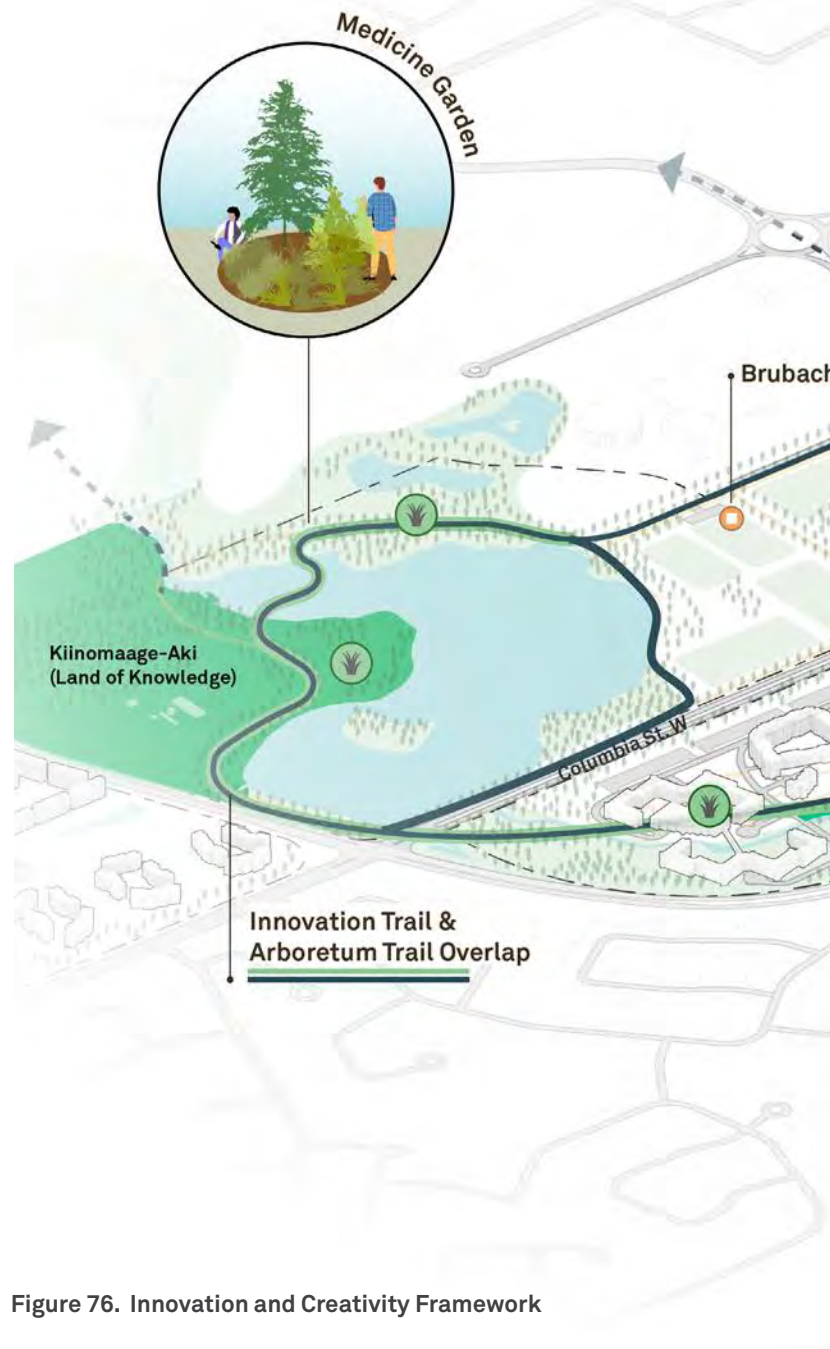 Medicine Garden
Brubach
Kiinomaage-Aki
(Land of Knowledge)
Columbia St. W
Innovation Trail &
Arboretum Trail Overlap
Figure 76. Innovation and Creativity Framework